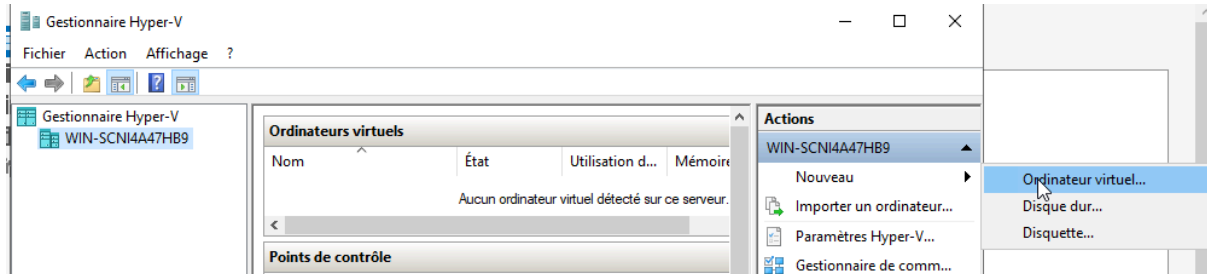 Gestionnaire Hyper-V
Fichier Action Affichage ?
Gestionnaire Hyper-V
WIN-SCNI4A47HB9
Ordinateurs virtuels
Nom État Utilisation d... Mémoire
Aucun ordinateur virtuel détecté sur ce serveur.
Points de contrôle
Actions
WIN-SCNI4A47HB9
Nouveau
Importer un ordinateur...
Paramètres Hyper-V...
Gestionnaire de comm...
Ordinateur virtuel...
Disque dur...
Disquette...